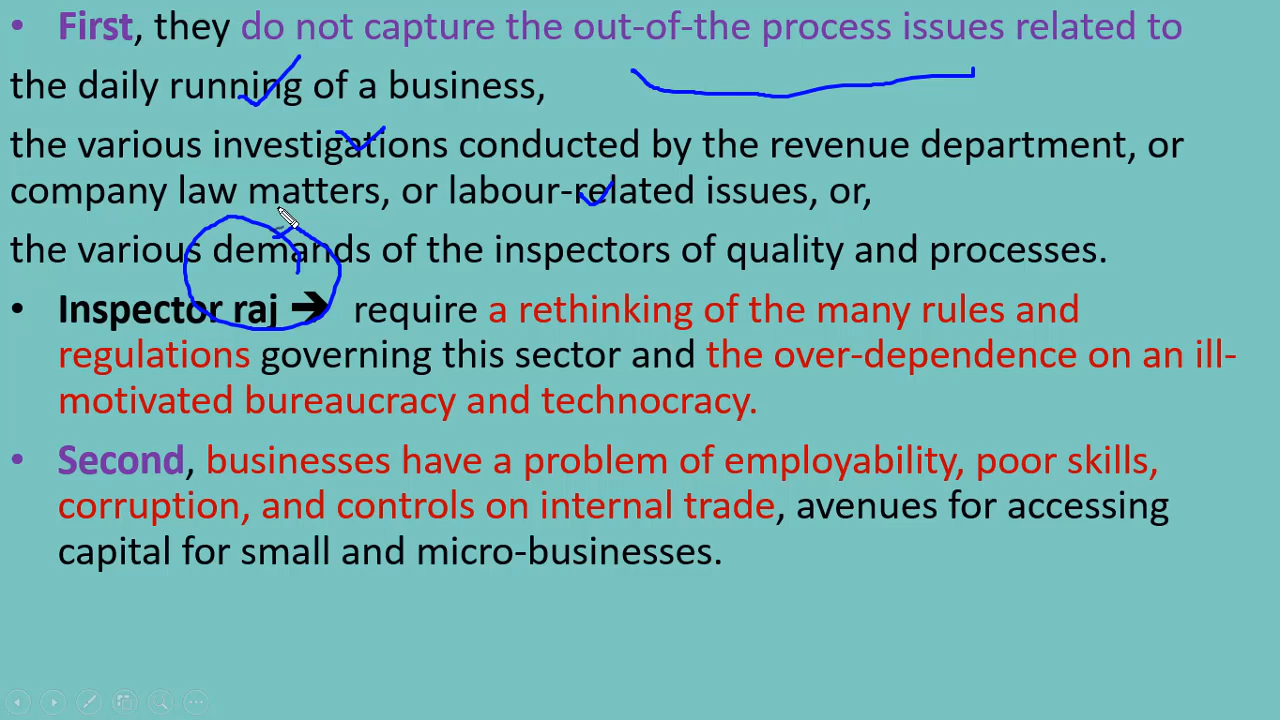 • First, they do not capture the out-of-the process issues related to
the daily running of a business,
the various investigations conducted by the revenue department, or
company law matters, or labour-related issues, or,
the various demands of the inspectors of quality and processes.
• Inspector raj ➔ require a rethinking of the many rules and
regulations governing this sector and the over-dependence on an ill-
motivated bureaucracy and technocracy.
• Second, businesses have a problem of employability, poor skills,
corruption, and controls on internal trade, avenues for accessing
capital for small and micro-businesses.